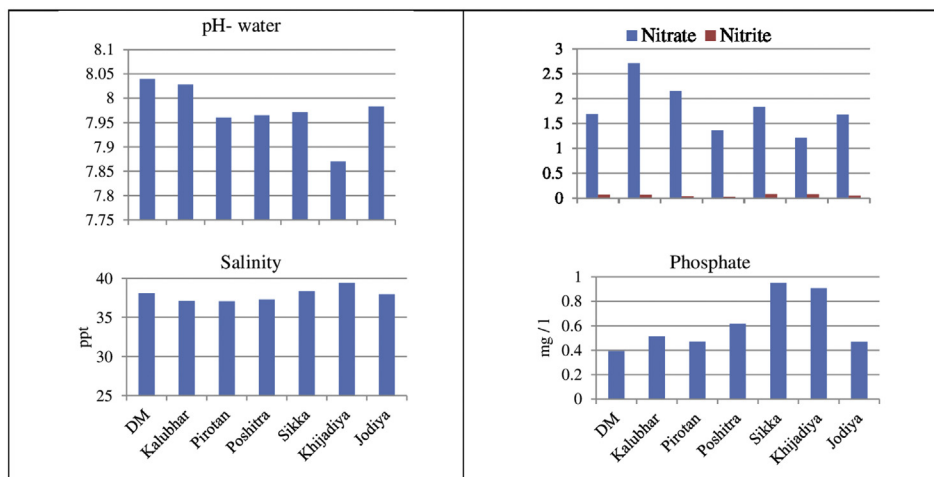 pH- water
8.1
8.05
8
7.95
7.9
7.85
7.8
7.75
Salinity
ppt
40
35
30
25
DM
Kalubhar
Pirotan
Poshitra
Sikka
Khijadiya
Jodiya
Nitrate Nitrite
3
2.5
2
1.5
1
0.5
0
Phosphate
mg / l
1
0.8
0.6
0.4
0.2
0
DM
Kalubhar
Pirotan
Poshitra
Sikka
Khijadiya
Jodiya